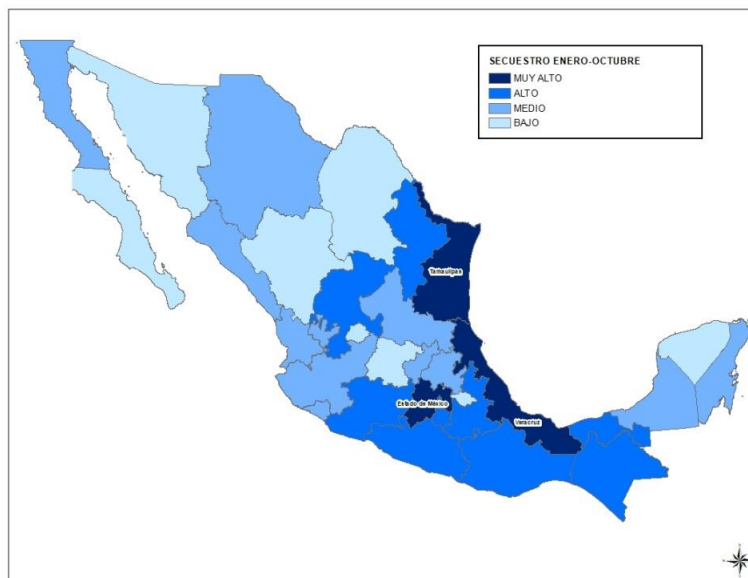 SECUESTRO ENERO-OCTUBRE
MUY ALTO
ALTO
MEDIO
BAJO
Tamaulipas
Estado de México
Veracruz